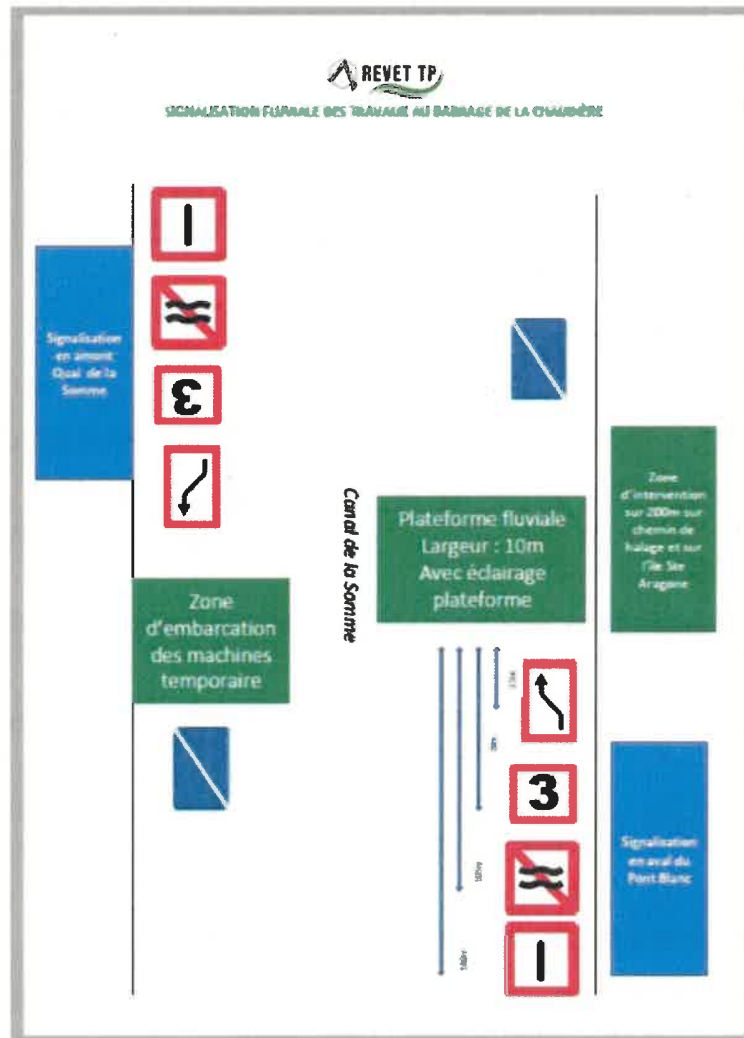 REVET TP
SIGNALISATION FLUVIALE DES TRAVAUX AU BARRAGE DE LA CHAUDIÈRE
Signalisation
en amont
Quai de la
Somme
3
Canal de la Somme
Zone
d'embarcation
des machines
temporaire
Plateforme fluviale
Largeur : 10m
Avec éclairage
plateforme
Zone
d'intervention
sur 200m sur
chemin de
halage et sur
l'île Ste
Aragone
3
Signalisation
en aval du
Pont Blanc